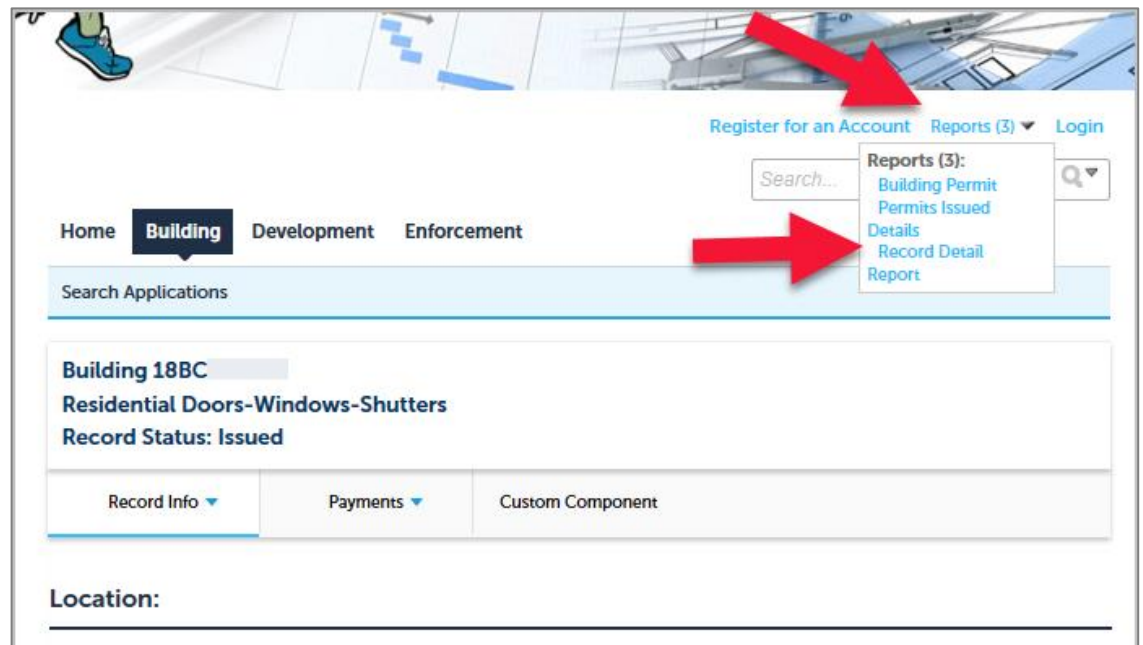 Register for an Account Reports (3) Login
Search...
Reports (3):
Building Permit
Permits Issued
Details
Record Detail
Report
Home Building Development Enforcement
Search Applications
Building 18BC
Residential Doors-Windows-Shutters
Record Status: Issued
Record Info Payments Custom Component
Location: